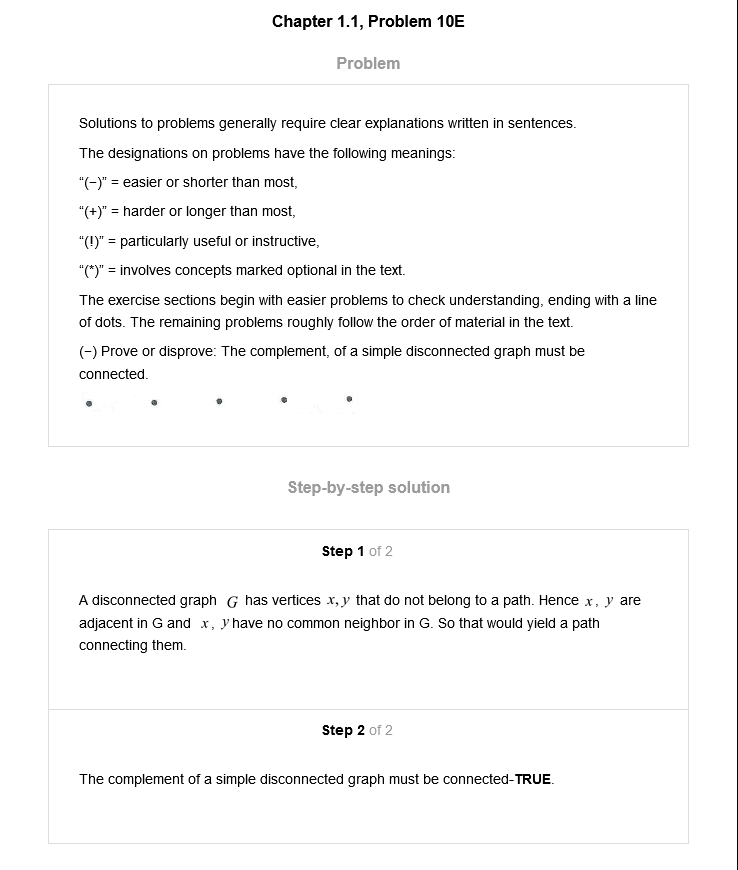 Chapter 1.1, Problem 10E
Problem
Solutions to problems generally require clear explanations written in sentences.
The designations on problems have the following meanings:
“(−)” = easier or shorter than most,
“(+)” = harder or longer than most,
“(!)” = particularly useful or instructive,
“(*)” = involves concepts marked optional in the text.
The exercise sections begin with easier problems to check understanding, ending with a line
of dots. The remaining problems roughly follow the order of material in the text.
(−) Prove or disprove: The complement, of a simple disconnected graph must be
connected.
Step-by-step solution
Step 1 of 2
A disconnected graph G has vertices x, y that do not belong to a path. Hence x, y are
adjacent in G and x, y have no common neighbor in G. So that would yield a path
connecting them.
Step 2 of 2
The complement of a simple disconnected graph must be connected-TRUE.